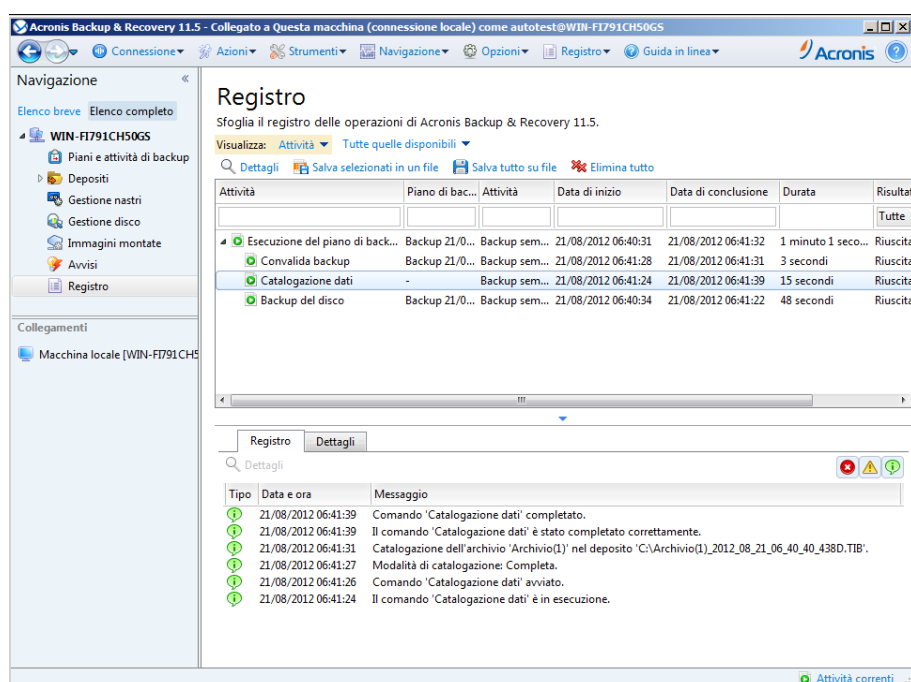 Acronis Backup & Recovery 11.5 - Collegato a Questa macchina (connessione locale) come autotest@WIN-FI791CH50GS
Connessione Azioni Strumenti Navigazione Opzioni Registro Guida in linea Acronis
Navigazione
Elenco breve Elenco completo
WIN-FI791CH50GS
Piani e attività di backup
Depositi
Gestione nastri
Gestione disco
Immagini montate
Avvisi
Registro
Collegamenti
Macchina locale [WIN-FI791CH5
Registro
Sfoglia il registro delle operazioni di Acronis Backup & Recovery 11.5.
Visualizza: Attività Tutte quelle disponibili
Dettagli Salva selezionati in un file Salva tutto su file Elimina tutto
Attività Piano di bac... Attività Data di inizio Data di conclusione Durata Risultat
Tutte
Esecuzione del piano di back... Backup 21/0... Backup sem... 21/08/2012 06:40:31 21/08/2012 06:41:32 1 minuto 1 seco... Riuscita
Convalida backup Backup 21/0... Backup sem... 21/08/2012 06:41:28 21/08/2012 06:41:31 3 secondi Riuscita
Catalogazione dati - Backup sem... 21/08/2012 06:41:24 21/08/2012 06:41:39 15 secondi Riuscita
Backup del disco Backup 21/0... Backup sem... 21/08/2012 06:40:34 21/08/2012 06:41:22 48 secondi Riuscita
Registro Dettagli
Dettagli
Tipo Data e ora Messaggio
21/08/2012 06:41:39 Comando 'Catalogazione dati' completato.
21/08/2012 06:41:39 Il comando 'Catalogazione dati' è stato completato correttamente.
21/08/2012 06:41:31 Catalogazione dell'archivio 'Archivio(1)' nel deposito 'C:\Archivio(1)_2012_08_21_06_40_40_438D.TIB'.
21/08/2012 06:41:27 Modalità di catalogazione: Completa.
21/08/2012 06:41:26 Comando 'Catalogazione dati' avviato.
21/08/2012 06:41:24 Il comando 'Catalogazione dati' è in esecuzione.
Attività correnti